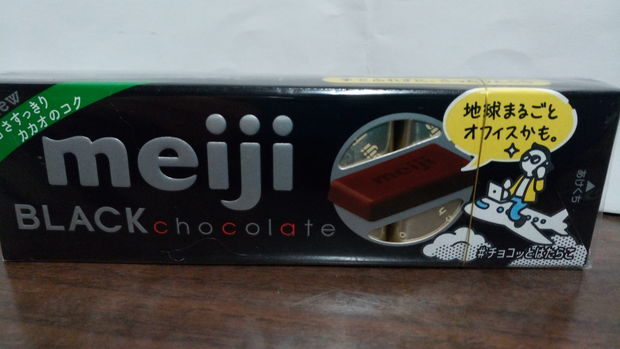 ew
さすっきり
カカオのコク
meiji
BLACK chocolate
meiji
地球まるごと
オフィスかも。
あけくち
#チョコっとはたらこ